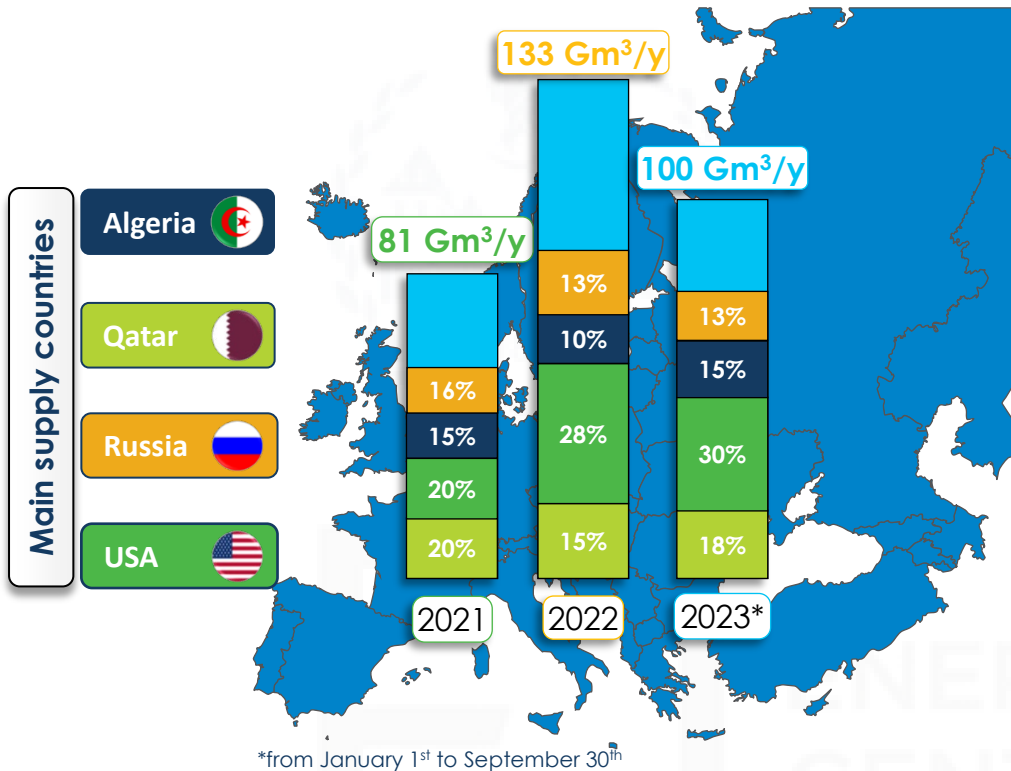 Main supply countries
Algeria
Qatar
Russia
USA
81 Gm³/y
16%
15%
20%
20%
2021
133 Gm³/y
13%
10%
28%
15%
2022
100 Gm³/y
13%
15%
30%
18%
2023*
*from January 1st to September 30th